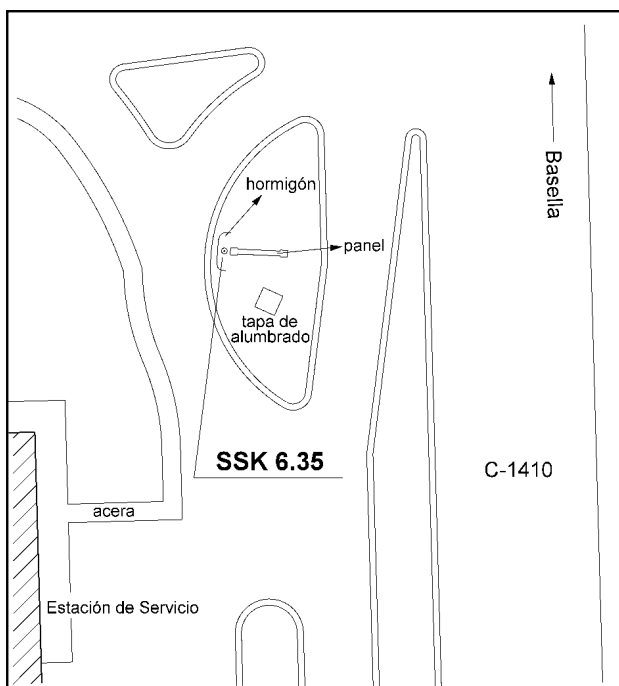 Basella
hormigón
panel
tapa de
alumbrado
SSK 6.35
C-1410
acera
Estación de Servicio